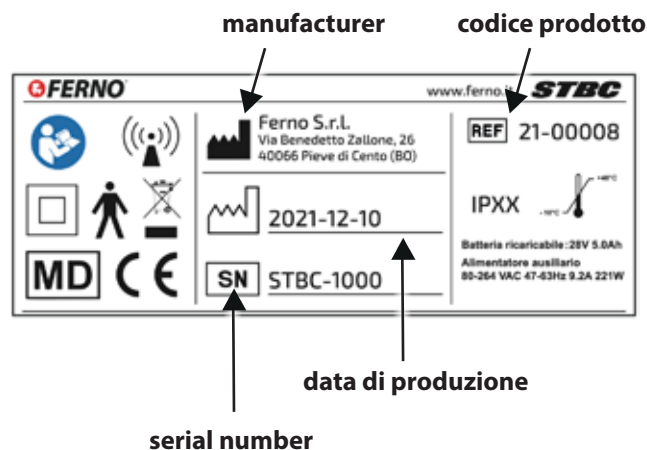 manufacturer
codice prodotto
FERNO
www.ferno.it STBC
Ferno S.r.l.
Via Benedetto Zallone, 26
40066 Pieve di Cento (BO)
REF 21-00008
2021-12-10
IPXX
-10°C
+40°C
Batteria ricaricabile:28V 5.0Ah
Alimentatore ausiliario
80-264 VAC 47-63Hz 9.2A 221W
MD CE
SN STBC-1000
data di produzione
serial number